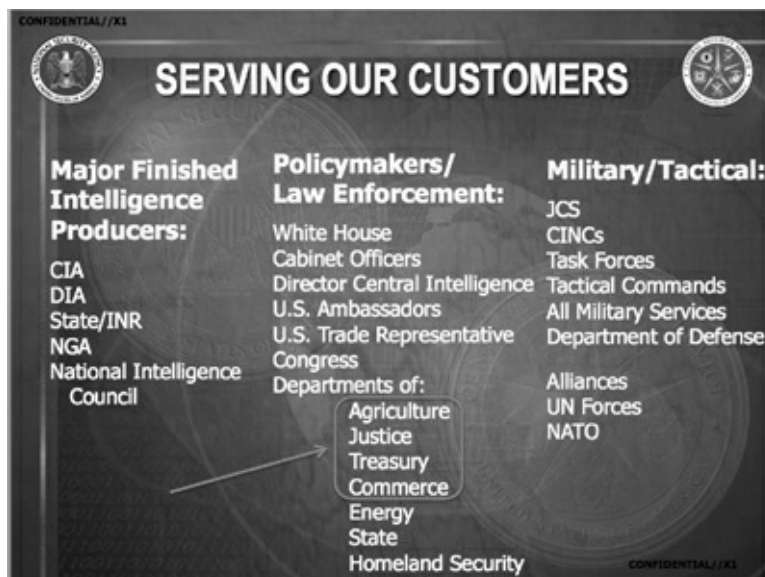 CONFIDENTIAL//X1
SERVING OUR CUSTOMERS
Major Finished
Intelligence
Producers:
CIA
DIA
State/INR
NGA
National Intelligence
Council
Policymakers/
Law Enforcement:
White House
Cabinet Officers
Director Central Intelligence
U.S. Ambassadors
U.S. Trade Representative
Congress
Departments of:
Agriculture
Justice
Treasury
Commerce
Energy
State
Homeland Security
Military/Tactical:
JCS
CINCs
Task Forces
Tactical Commands
All Military Services
Department of Defense
Alliances
UN Forces
NATO
CONFIDENTIAL//X1